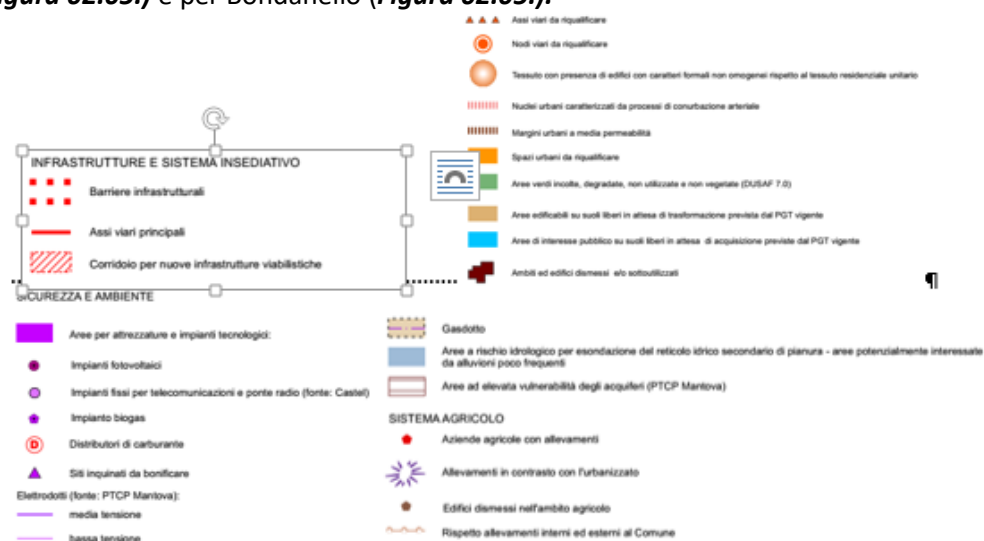 gura 02.03.) e per Bondanello (Figura 02.03.).
Assi viari da riqualificare
Nodi viari da riqualificare
Tessuto con presenza di edifici con caratteri formali non omogenei rispetto al tessuto residenziale unitario
Nuclei urbani caratterizzati da processi di conurbazione arteriale
Margini urbani a media permeabilità
Spazi urbani da riqualificare
Aree verdi incolte, degradate, non utilizzate e non vegetate (DUSAF 7.0)
Aree edificabili su suoli liberi in attesa di trasformazione prevista dal PGT vigente
Aree di interesse pubblico su suoli liberi in attesa di acquisizione previste dal PGT vigente
Ambiti ed edifici dismessi e/o sottoutilizzati
INFRASTRUTTURE E SISTEMA INSEDIATIVO
Barriere infrastrutturali
Assi viari principali
Corridoio per nuove infrastrutture viabilistiche
¶
SICUREZZA E AMBIENTE
Aree per attrezzature e impianti tecnologici:
Impianti fotovoltaici
Impianti fissi per telecomunicazioni e ponte radio (fonte: Castel)
Impianto biogas
D Distributori di carburante
Siti inquinati da bonificare
Elettrodotti (fonte: PTCP Mantova):
media tensione
bassa tensione
Gasdotto
Aree a rischio idrologico per esondazione del reticolo idrico secondario di pianura - aree potenzialmente interessate
da alluvioni poco frequenti
Aree ad elevata vulnerabilità degli acquiferi (PTCP Mantova)
SISTEMA AGRICOLO
Aziende agricole con allevamenti
Allevamenti in contrasto con l'urbanizzato
Edifici dismessi nell'ambito agricolo
Rispetto allevamenti interni ed esterni al Comune